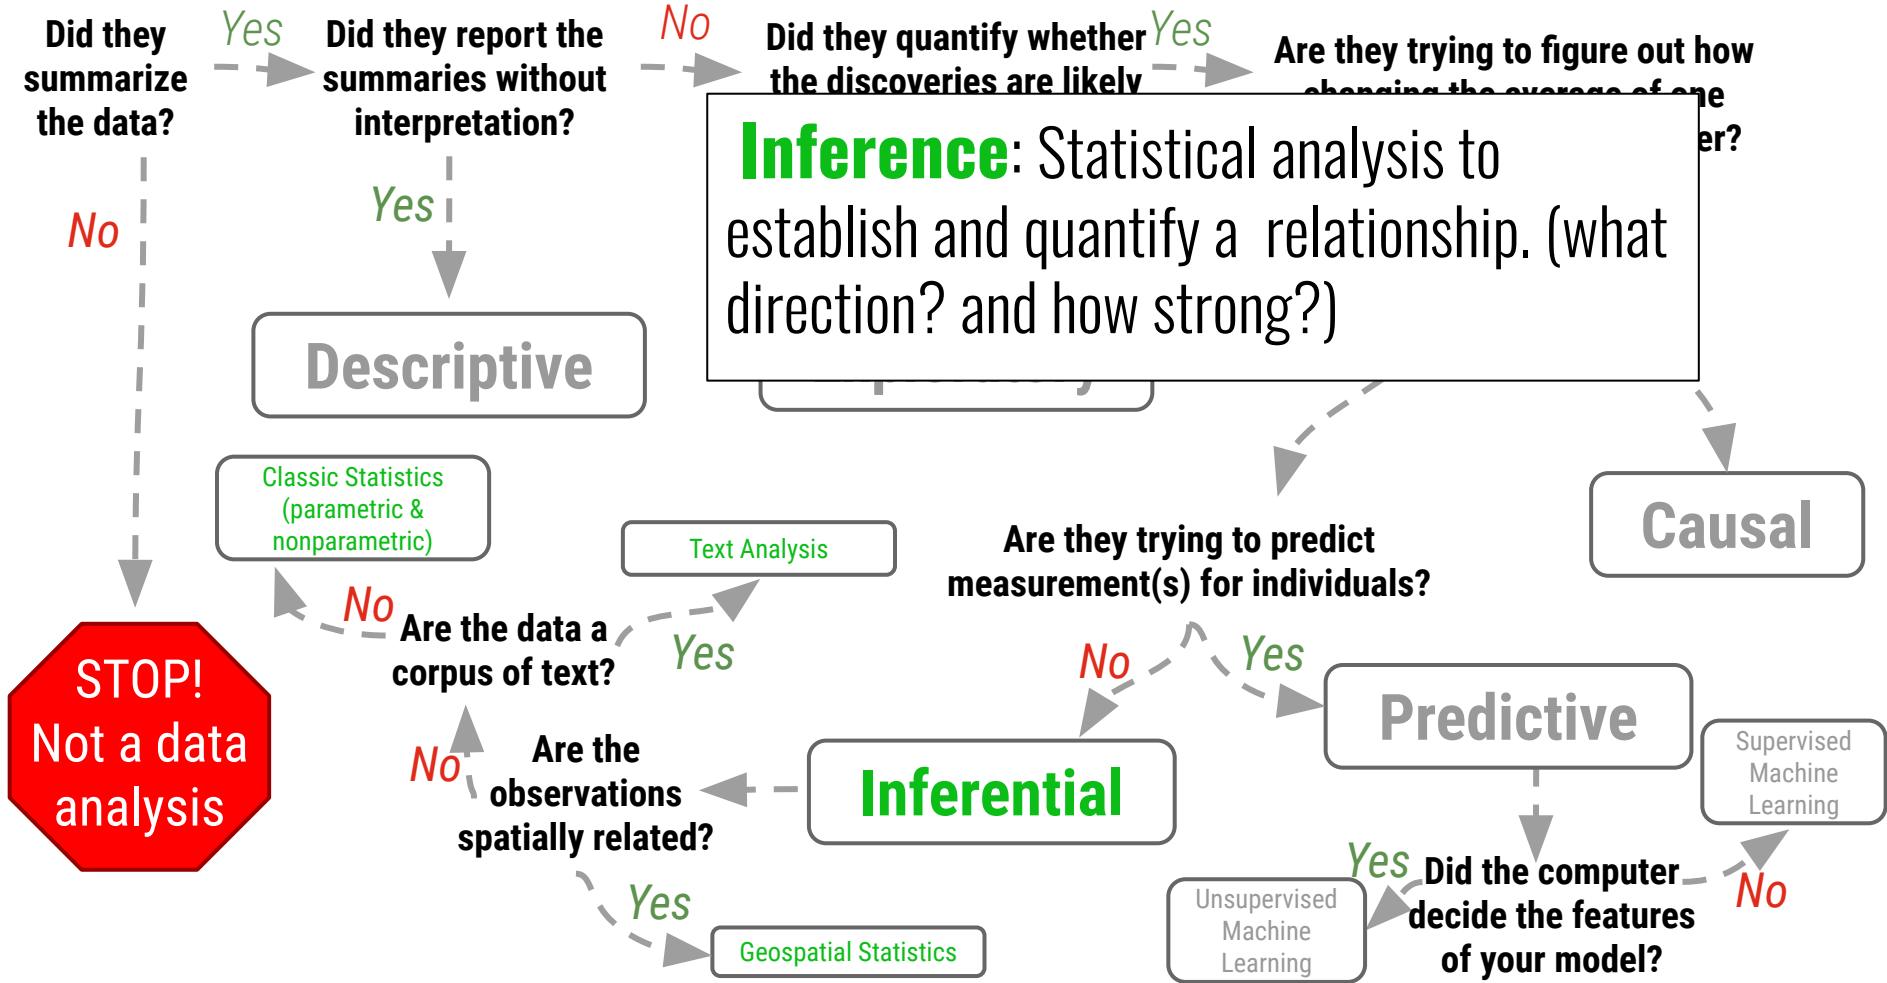 Did they
summarize
the data?
Yes
Did they report the
summaries without
interpretation?
No
Did they quantify whether
the discoveries are likely
Yes
Are they trying to figure out how
changing the average of one
er?
Inference: Statistical analysis to
establish and quantify a relationship. (what
direction? and how strong?)
No
Yes
Descriptive
Classic Statistics
(parametric &
nonparametric)
Text Analysis
Are they trying to predict
measurement(s) for individuals?
Causal
No
Are the data a
corpus of text?
Yes
No
Yes
STOP!
Not a data
analysis
Predictive
No
Are the
observations
spatially related?
Inferential
Supervised
Machine
Learning
Yes
Geospatial Statistics
Yes
Did the computer
decide the features
of your model?
No
Unsupervised
Machine
Learning